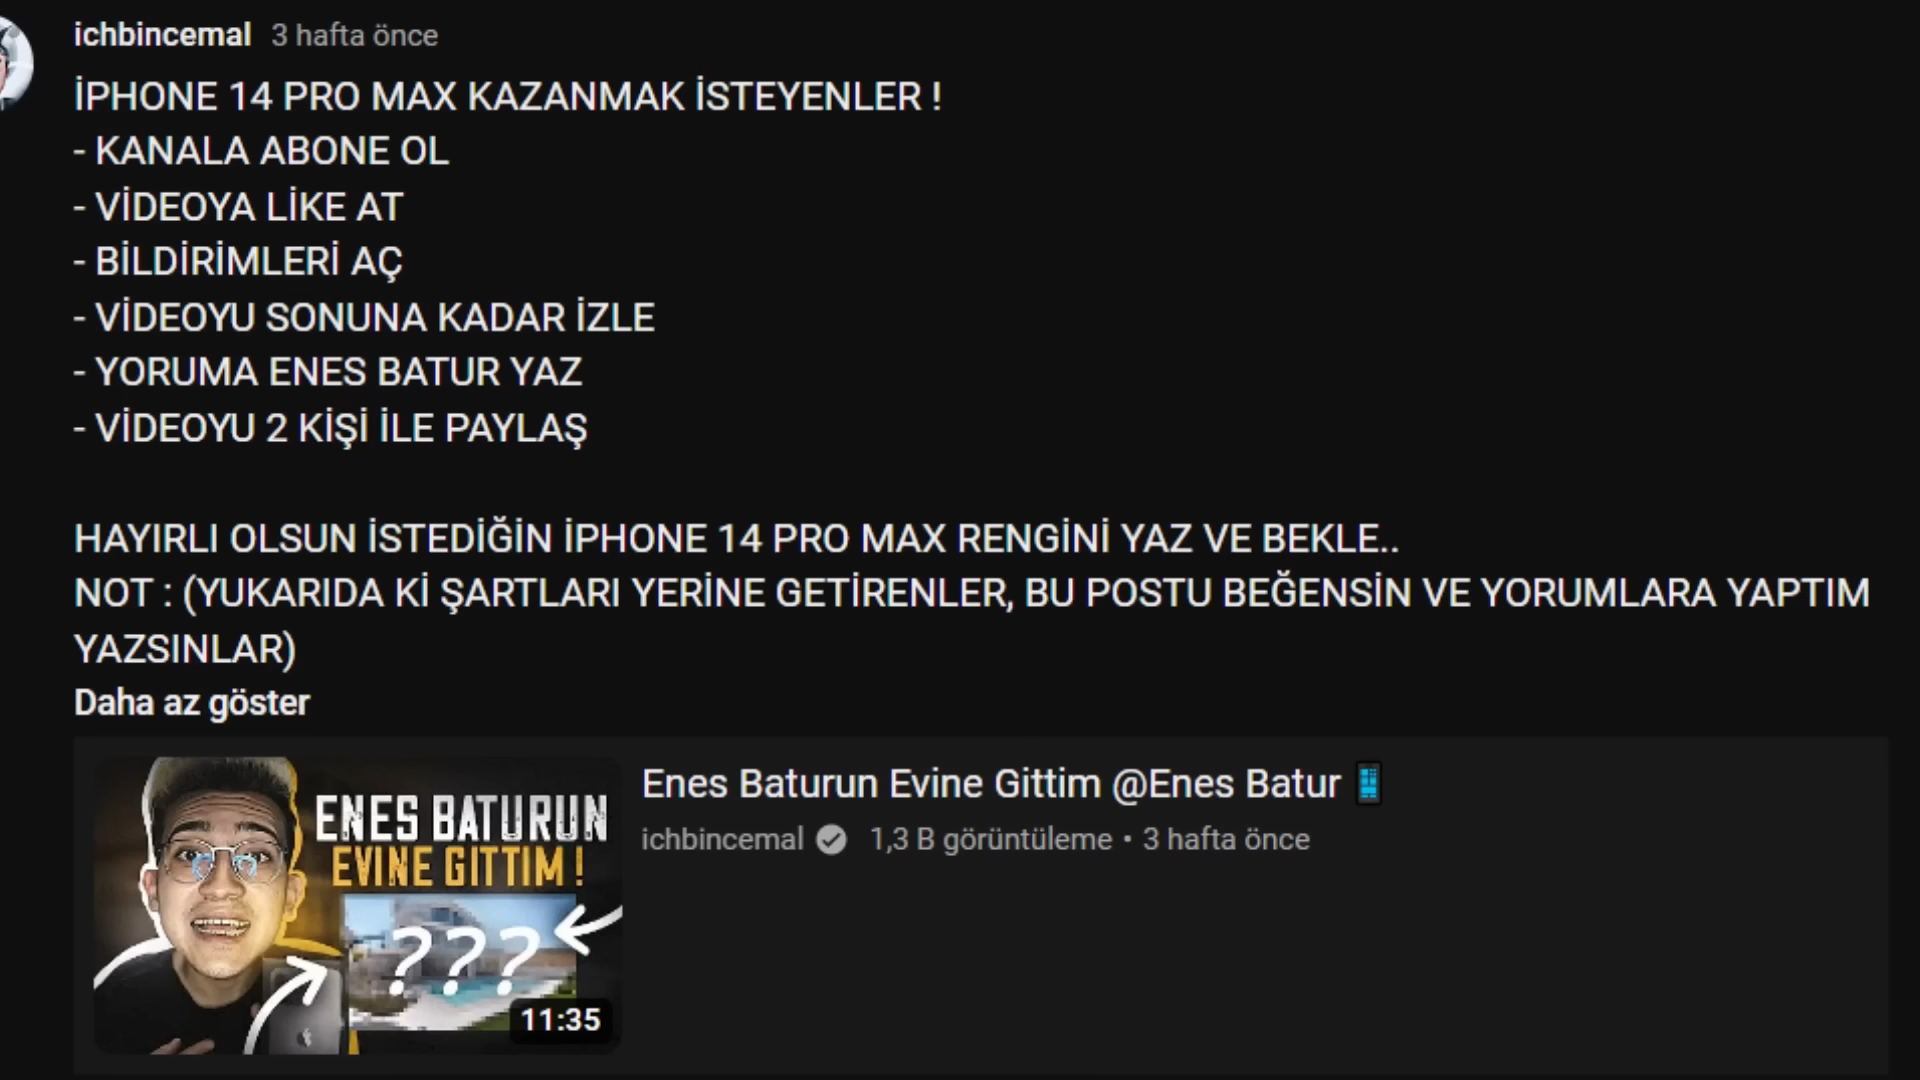 ichbincemal 3 hafta önce
İPHONE 14 PRO MAX KAZANMAK İSTEYENLER !
- KANALA ABONE OL
- VİDEOYA LİKE AT
- BİLDİRİMLERİ AÇ
- VİDEOYU SONUNA KADAR İZLE
- YORUMA ENES BATUR YAZ
- VİDEOYU 2 KİŞİ İLE PAYLAŞ
HAYIRLI OLSUN İSTEDİĞİN İPHONE 14 PRO MAX RENGİNİ YAZ VE BEKLE..
NOT : (YUKARIDA Kİ ŞARTLARI YERİNE GETİRENLER, BU POSTU BEĞENSİN VE YORUMLARA YAPTIM
YAZSINLAR)
Daha az göster
ENES BATURUN
EVINE GITTIM !
???
11:35
Enes Baturun Evine Gittim @Enes Batur
ichbincemal 1,3 B görüntüleme • 3 hafta önce